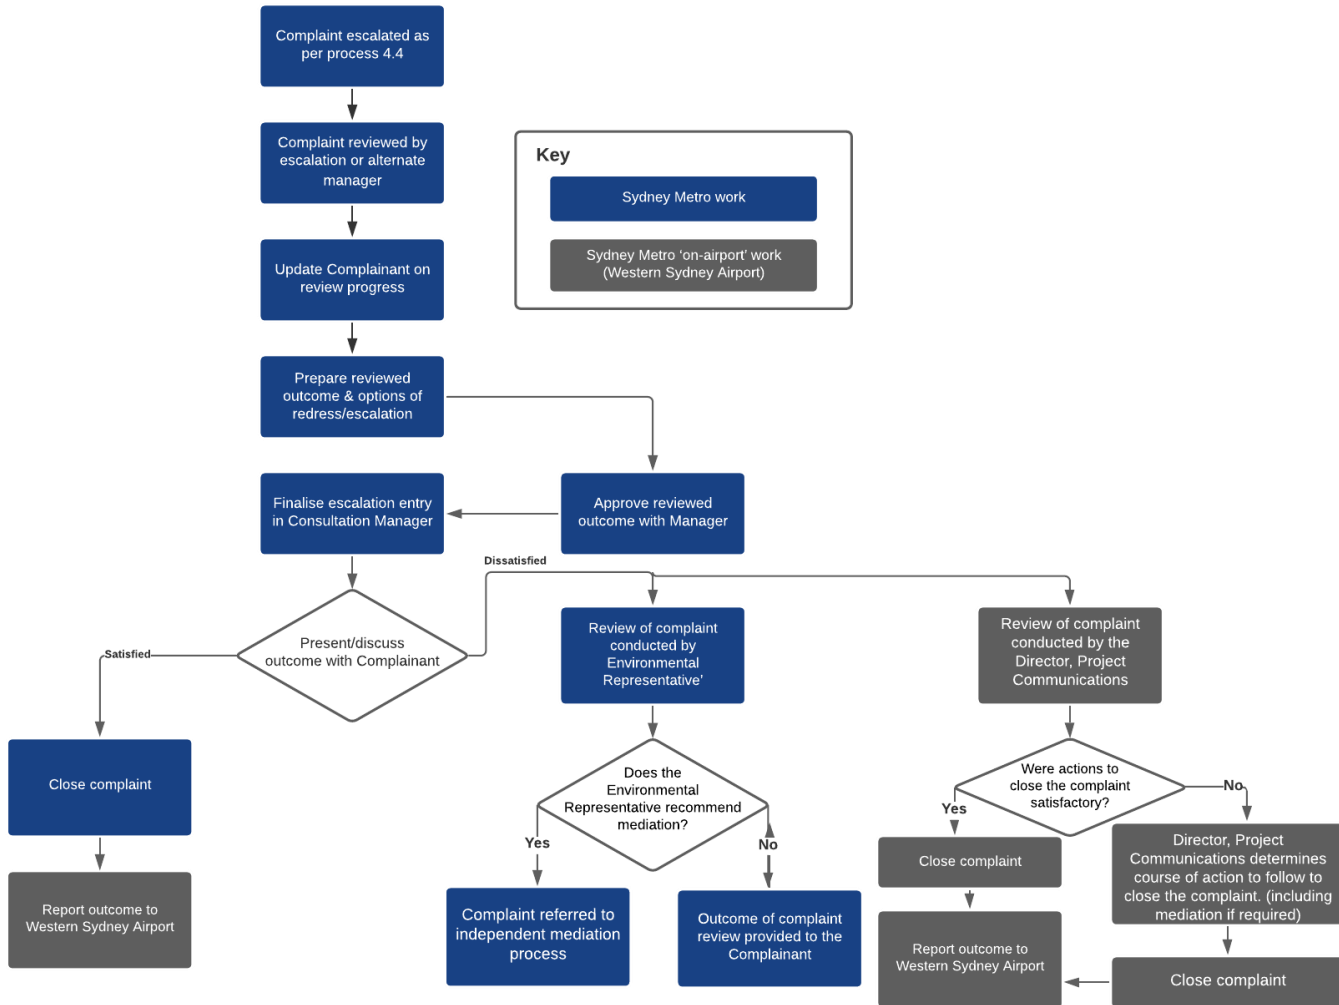 Complaint escalated as
per process 4.4
Complaint reviewed by
escalation or alternate
manager
Key
Sydney Metro work
Sydney Metro ‘on-airport’ work
(Western Sydney Airport)
Update Complainant on
review progress
Prepare reviewed
outcome & options of
redress/escalation
Finalise escalation entry
in Consultation Manager
Approve reviewed
outcome with Manager
Dissatisfied
Satisfied
Present/discuss
outcome with Complainant
Review of complaint
conducted by
Environmental
Representative’
Review of complaint
conducted by the
Director, Project
Communications
Close complaint
Report outcome to
Western Sydney Airport
Does the
Environmental
Representative recommend
mediation?
Yes
No
Complaint referred to
independent mediation
process
Outcome of complaint
review provided to the
Complainant
Were actions to
close the complaint
satisfactory?
Yes
No
Close complaint
Director, Project
Communications determines
course of action to follow to
close the complaint. (including
mediation if required)
Report outcome to
Western Sydney Airport
Close complaint